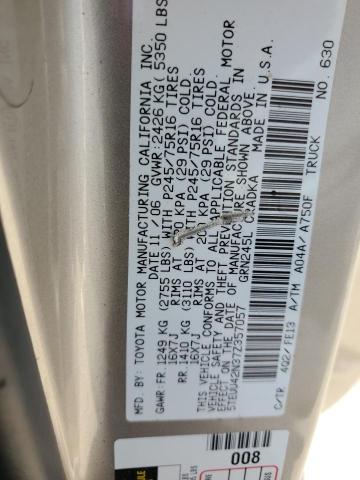 MFD. BY: TOYOTA MOTOR MANUFACTURING CALIFORNIA INC.
DATE 11 / 06 GVWR: 2426 KG ( 5350 LBS
GAWR: FR. 1249 KG (2755 LBS) WITH P245/75R16 TIRES
16X7J RIMS AT KPA (29 PSI) COLD.
RR 1410 KG (3110 LBS) WITH P245/75R16 TIRES
16X7J RIMS AT 200 KPA (29 PSI) COLD.
THIS VEHICLE CONFORMS TO ALL APPLICABLE FEDERAL MOTOR
VEHICLE SAFETY AND THEFT PREVENTION STANDARDS IN
EFFECT ON THE DATE OF MANUFACTURE SHOWN ABOVE.
5TEUU42N37Z357057 GRN245L MADE IN U.S.A.
C/TR 4Q2/FE13 A/TM A04A/A750F TRUCK
NO. 630
008